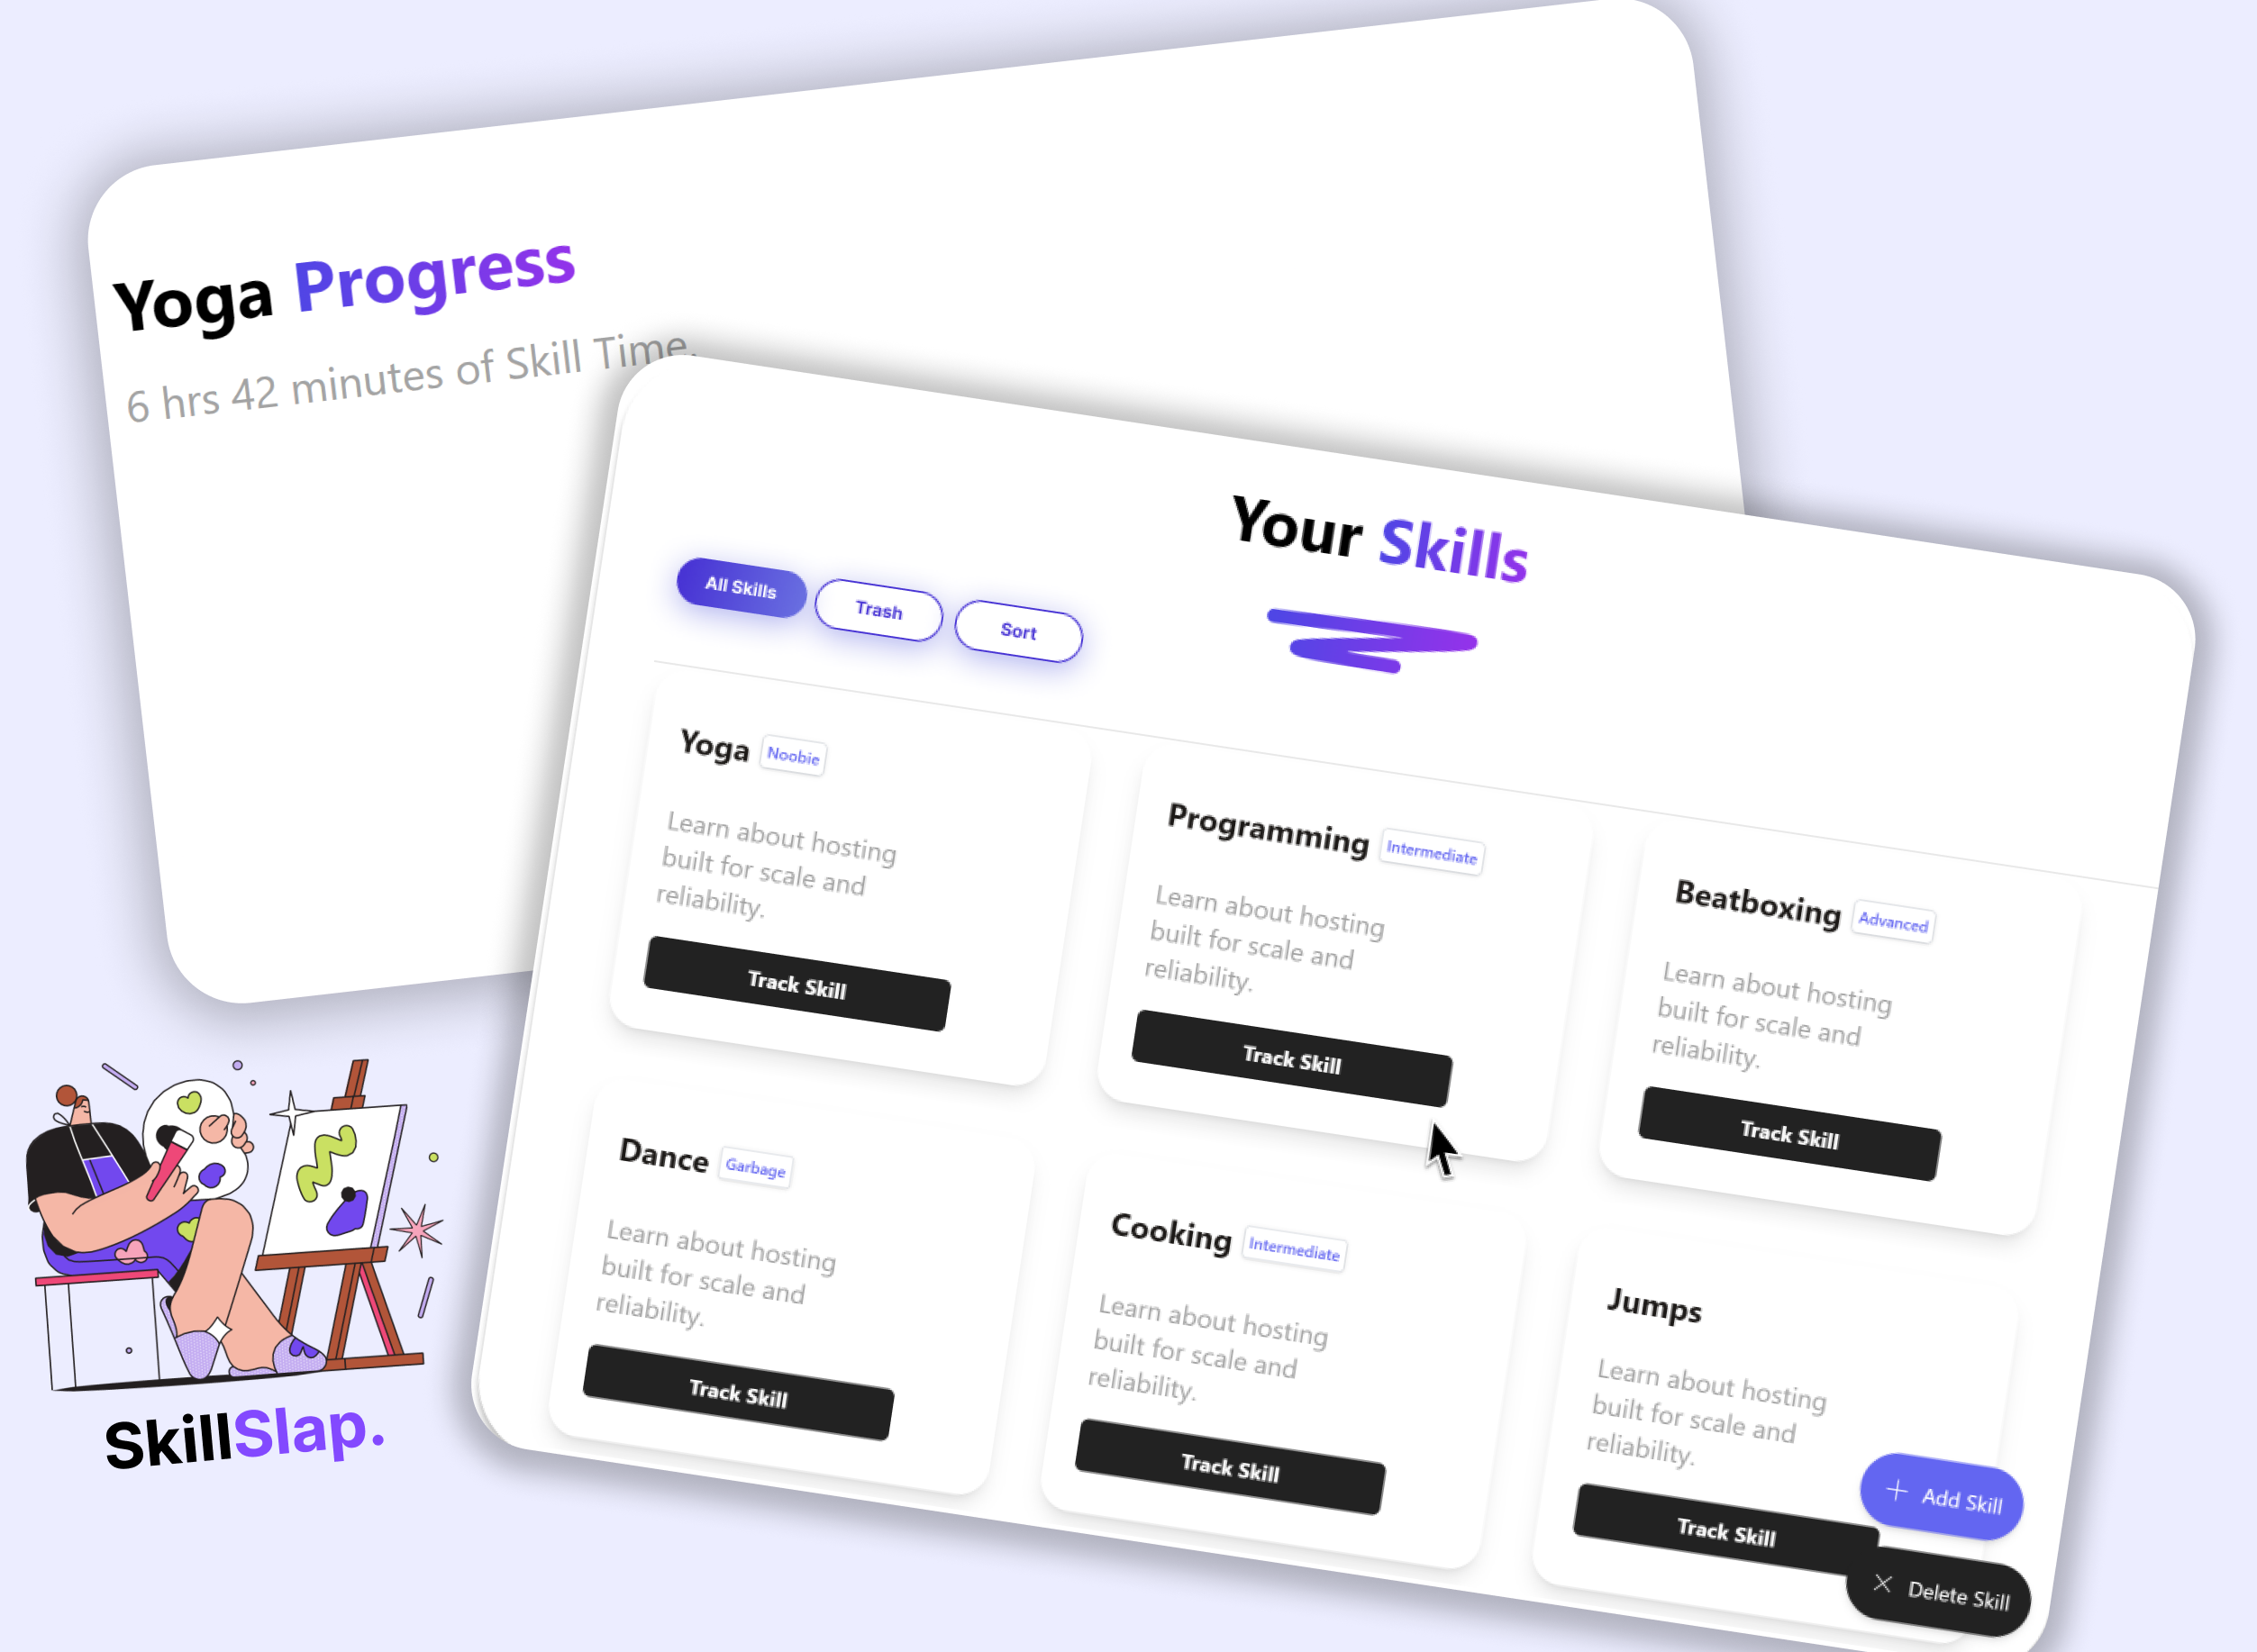 Yoga Progress
6 hrs 42 minutes of Skill Time.
Your Skills
All Skills
Trash
Sort
Yoga Noobie
Learn about hosting
built for scale and
reliability.
Track Skill
Programming Intermediate
Learn about hosting
built for scale and
reliability.
Track Skill
Beatboxing Advanced
Learn about hosting
built for scale and
reliability.
Track Skill
Dance Garbage
Learn about hosting
built for scale and
reliability.
Track Skill
Cooking Intermediate
Learn about hosting
built for scale and
reliability.
Track Skill
Jumps
Learn about hosting
built for scale and
reliability.
Track Skill
Add Skill
Delete Skill
SkillSlap.